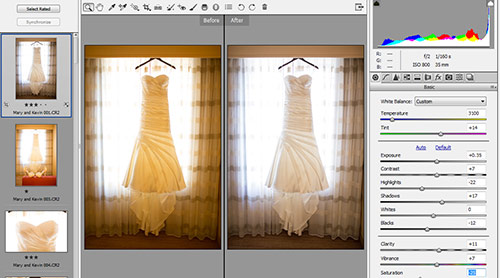 Select Rated
Synchronize
Mary and Kevin 001.CR2
Mary and Kevin 003.CR2
Mary and Kevin 004.CR2
Before
After
R:
G:
B:
f/2 1/160 s
ISO 800 35 mm
Basic
White Balance: Custom
Temperature 3100
Tint +14
Auto Default
Exposure +0.35
Contrast +7
Highlights -22
Shadows +17
Whites 0
Blacks -12
Clarity +11
Vibrance +7
Saturation